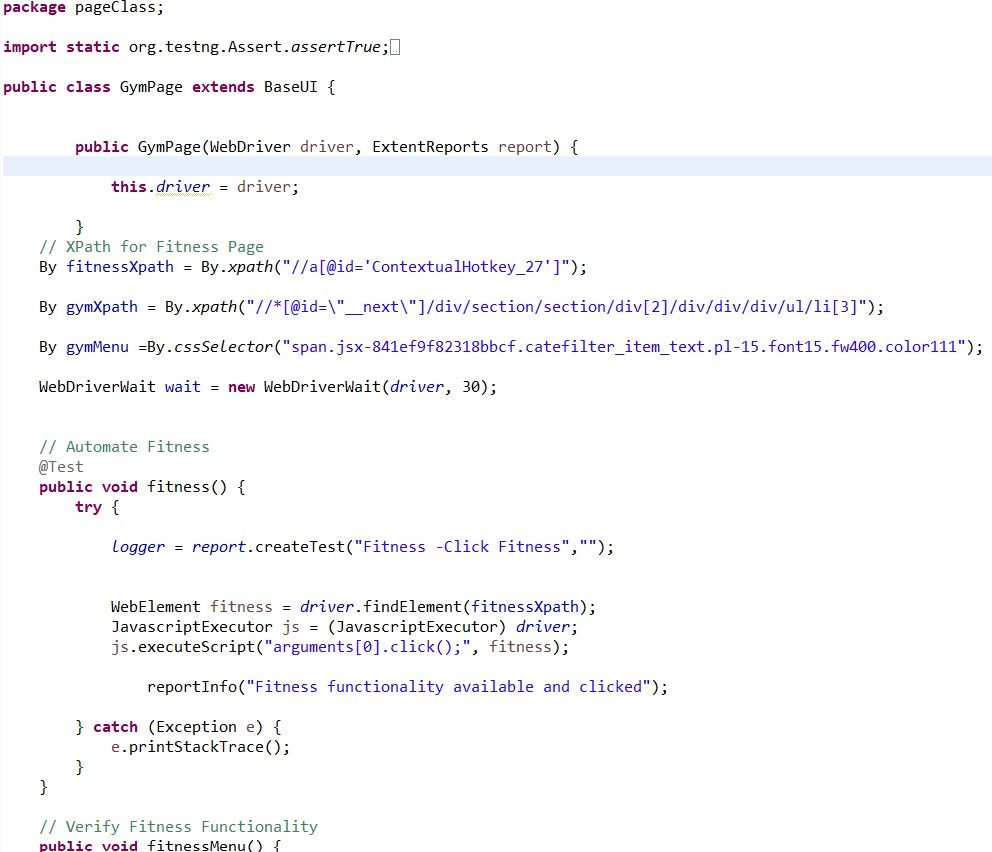 package pageClass;
import static org.testng.Assert.assertTrue;
public class GymPage extends BaseUI {
public GymPage(WebDriver driver, ExtentReports report) {
this.driver = driver;
}
// XPath for Fitness Page
By fitnessXpath = By.xpath("//a[@id='ContextualHotkey_27']");
By gymXpath = By.xpath("//*[@id=\"__next\"]/div/section/section/div[2]/div/div/div/ul/li[3]");
By gymMenu =By.cssSelector("span.jsx-841ef9f82318bbcf.catefilter_item_text.pl-15.font15.fw400.color111");
WebDriverWait wait = new WebDriverWait(driver, 30);
// Automate Fitness
@Test
public void fitness() {
try {
logger = report.createTest("Fitness -Click Fitness","");
WebElement fitness = driver.findElement(fitnessXpath);
JavascriptExecutor js = (JavascriptExecutor) driver;
js.executeScript("arguments[0].click();", fitness);
reportInfo("Fitness functionality available and clicked");
} catch (Exception e) {
e.printStackTrace();
}
}
// Verify Fitness Functionality
public void fitnessMenu() {